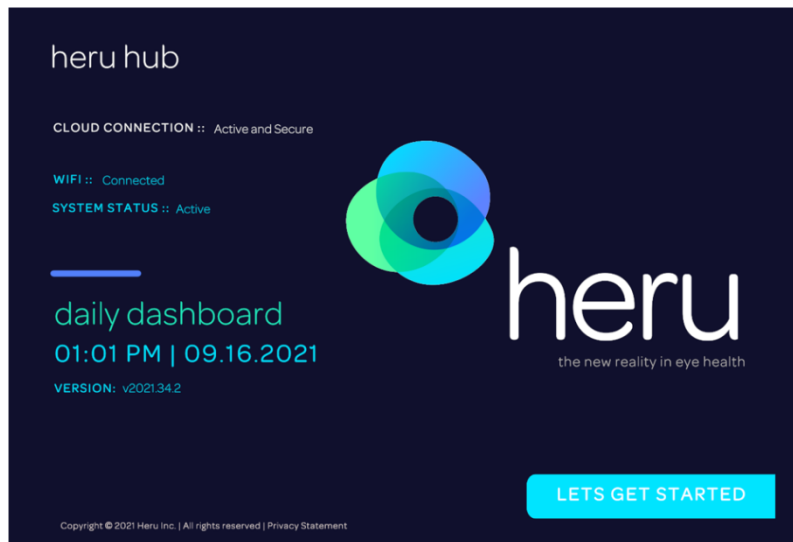 heru hub
CLOUD CONNECTION :: Active and Secure
WIFI :: Connected
SYSTEM STATUS :: Active
daily dashboard
01:01 PM | 09.16.2021
VERSION: v2021.34.2
heru
the new reality in eye health
LETS GET STARTED
Copyright © 2021 Heru Inc. | All rights reserved | Privacy Statement